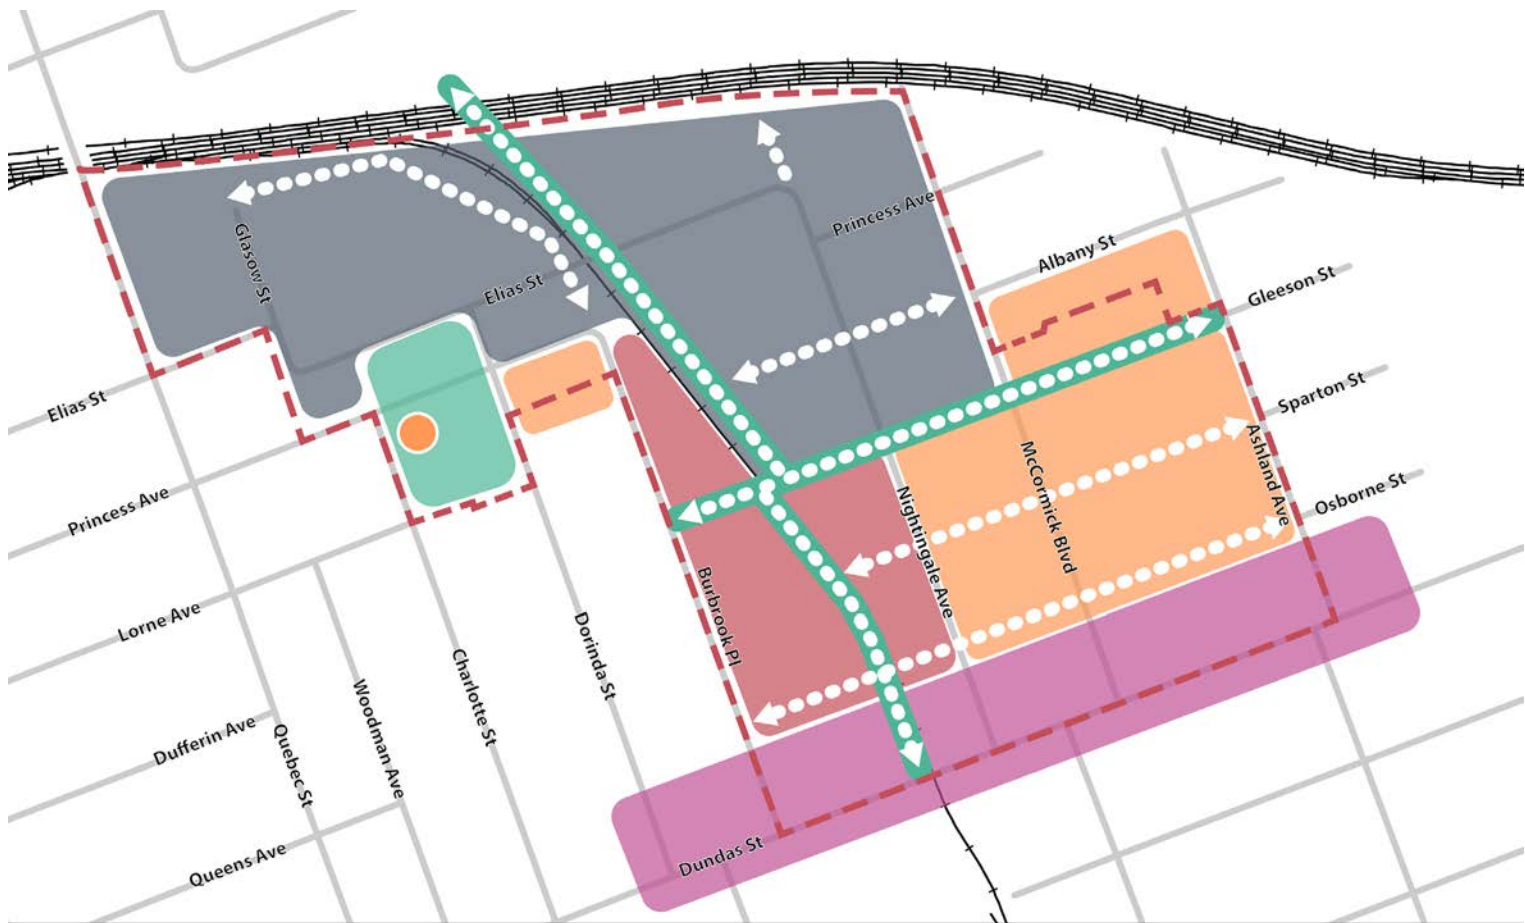 Princess Ave
Glasow St
Albany St
Elias St
Gleeson St
Elias St
Sparton St
McCormick Blvd
Ashland Ave
Osborne St
Princess Ave
Nightingale Ave
Burbrook Pl
Lorne Ave
Dorinda St
Charlotte St
Woodman Ave
Dufferin Ave
Quebec St
Queens Ave
Dundas St